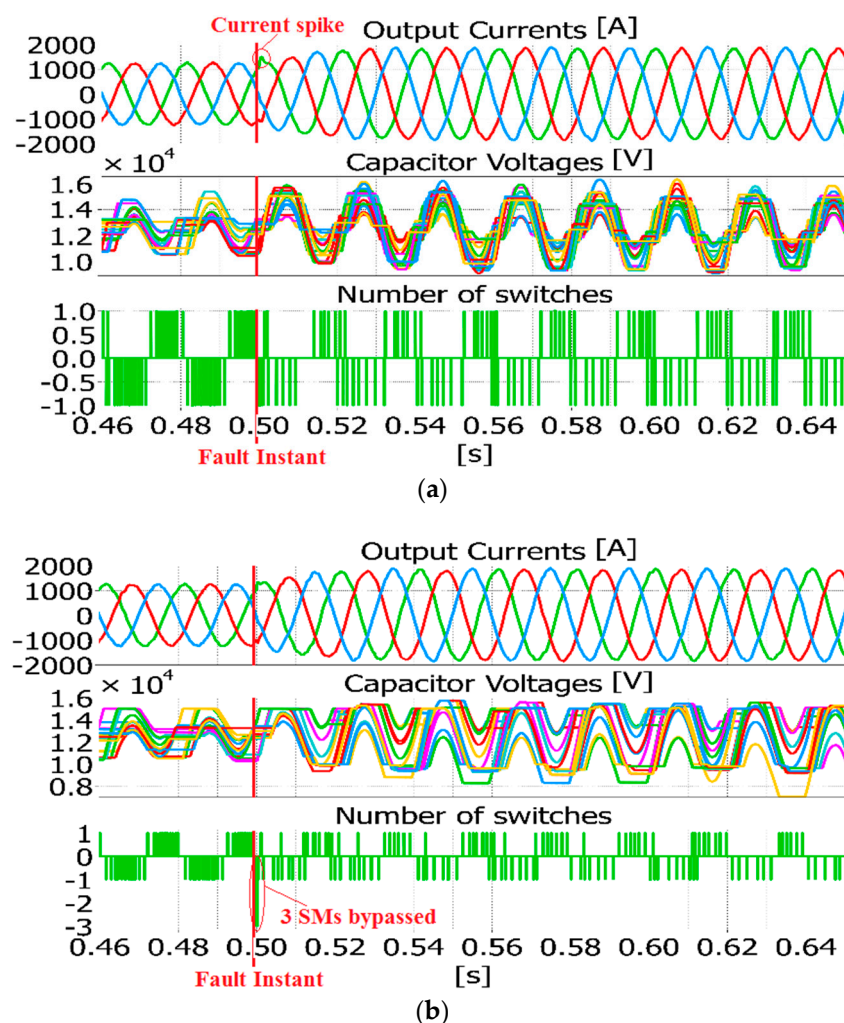 (a)
Current spike
Output Currents [A]
2000
1000
0
-1000
-2000
× 10⁴
Capacitor Voltages [V]
1.6
1.4
1.2
1.0
Number of switches
1.0
0.5
0.0
-0.5
-1.0
0.46 0.48 0.50 0.52 0.54 0.56 0.58 0.60 0.62 0.64
Fault Instant
[s]
(a)
Output Currents [A]
2000
1000
0
-1000
-2000
× 10⁴
Capacitor Voltages [V]
1.6
1.4
1.2
1.0
0.8
Number of switches
1
0
-1
-2
-3
3 SMs bypassed
0.46 0.48 0.50 0.52 0.54 0.56 0.58 0.60 0.62 0.64
Fault Instant
[s]
(b)